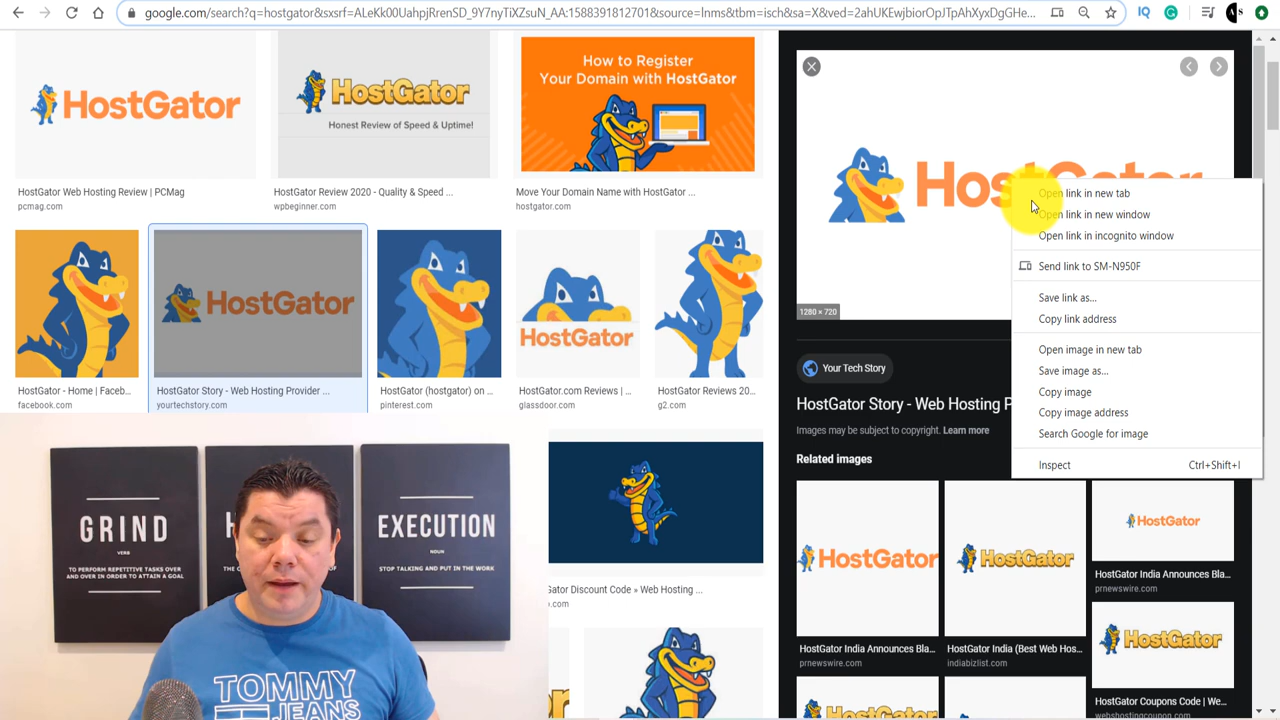 google.com/search?q=hostgator&sxsrf=ALeKk00UahpjRrenSD_9Y7nyTiXZsuN_AA:1588391812701&source=lnms&tbm=isch&sa=X&ved=2ahUKEwjbiorOpJTpAhXyxDgGHe...
HostGator
HostGator
Honest Review of Speed & Uptime!
How to Register
Your Domain with HostGator
HostGator Web Hosting Review | PCMag
pcmag.com
HostGator Review 2020 - Quality & Speed ...
wpbeginner.com
Move Your Domain Name with HostGator ...
hostgator.com
HostGator
HostGator
HostGator - Home | Faceb...
facebook.com
HostGator Story - Web Hosting Provider ...
yourtechstory.com
HostGator (hostgator) on ...
pinterest.com
HostGator.com Reviews | ...
glassdoor.com
HostGator Reviews 20...
g2.com
1280 × 720
Your Tech Story
HostGator Story - Web Hosting P
Images may be subject to copyright. Learn more
Related images
Open link in new tab
Open link in new window
Open link in incognito window
Send link to SM-N950F
Save link as...
Copy link address
Open image in new tab
Save image as...
Copy image
Copy image address
Search Google for image
Inspect Ctrl+Shift+I
GRIND
VERB
TO PERFORM REPETITIVE TASKS OVER
AND OVER IN ORDER TO ATTAIN A GOAL
EXECUTION
NOUN
STOP TALKING AND PUT IN THE WORK
TOMMY
JEANS
Gator Discount Code » Web Hosting ...
.com
HostGator
HostGator
HostGator
HostGator India Announces Bla...
prnewswire.com
HostGator India (Best Web Hos...
indiabizlist.com
HostGator India Announces Bla...
prnewswire.com
HostGator
HostGator Coupons Code | We...
webshostingcoupon.com